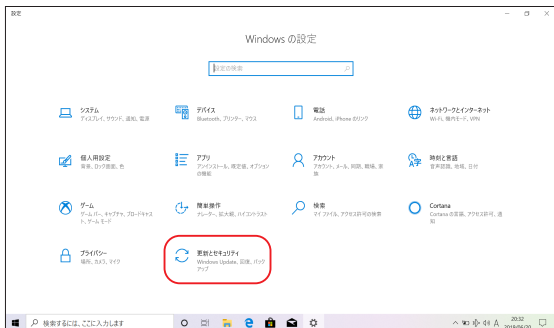 設定
Windows の設定
設定の検索
システム
ディスプレイ、サウンド、通知、電源
デバイス
Bluetooth、プリンター、マウス
電話
Android, iPhone のリンク
ネットワークとインターネット
Wi-Fi、機内モード、VPN
個人用設定
背景、ロック画面、色
アプリ
アンインストール、既定値、オプション
の機能
アカウント
アカウント、メール、同期、職場、家
族
時刻と言語
音声認識、地域、日付
ゲーム
ゲーム バー、キャプチャ、ブロードキャス
ト、ゲーム モード
簡単操作
ナレーター、拡大鏡、ハイコントラスト
検索
マイ ファイル、アクセス許可の検索
Cortana
Cortana の言語、アクセス許可、通
知
プライバシー
場所、カメラ、マイク
更新とセキュリティ
Windows Update、回復、バック
アップ
検索するには、ここに入力します
A
20:32
2019/04/20